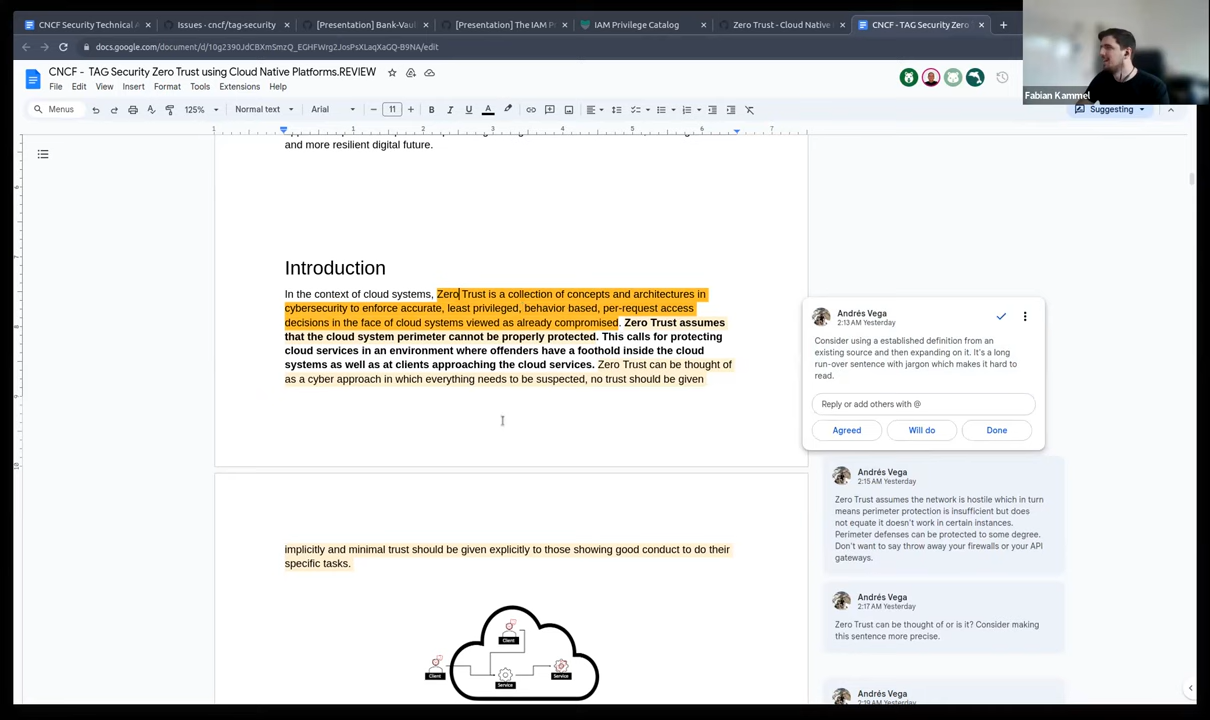 CNCF Security Technical A
Issues · cncf/tag-security
[Presentation] Bank-Vaul
[Presentation] The IAM P
IAM Privilege Catalog
Zero Trust - Cloud Native
CNCF - TAG Security Zero
docs.google.com/document/d/10g2390JdCBXmSmzQ_EGHFWrg2JosPsXLaqXaGQ-B9NA/edit
CNCF - TAG Security Zero Trust using Cloud Native Platforms.REVIEW
File Edit View Insert Format Tools Extensions Help
Fabian Kammel
Menus
125%
Normal text
Arial
11
Suggesting
1 1 2 3 4 5 6 7
and more resilient digital future.
Introduction
In the context of cloud systems, Zero Trust is a collection of concepts and architectures in
cybersecurity to enforce accurate, least privileged, behavior based, per-request access
decisions in the face of cloud systems viewed as already compromised. Zero Trust assumes
that the cloud system perimeter cannot be properly protected. This calls for protecting
cloud services in an environment where offenders have a foothold inside the cloud
systems as well as at clients approaching the cloud services. Zero Trust can be thought of
as a cyber approach in which everything needs to be suspected, no trust should be given
implicitly and minimal trust should be given explicitly to those showing good conduct to do their
specific tasks.
Client
Client
Service
Service
Andrés Vega
2:13 AM Yesterday
Consider using a established definition from an
existing source and then expanding on it. It's a long
run-over sentence with jargon which makes it hard to
read.
Reply or add others with @
Agreed
Will do
Done
Andrés Vega
2:15 AM Yesterday
Zero Trust assumes the network is hostile which in turn
means perimeter protection is insufficient but does
not equate it doesn't work in certain instances.
Perimeter defenses can be protected to some degree.
Don't want to say throw away your firewalls or your API
gateways.
Andrés Vega
2:17 AM Yesterday
Zero Trust can be thought of or is it? Consider making
this sentence more precise.
Andrés Vega
2:19 AM Yesterday